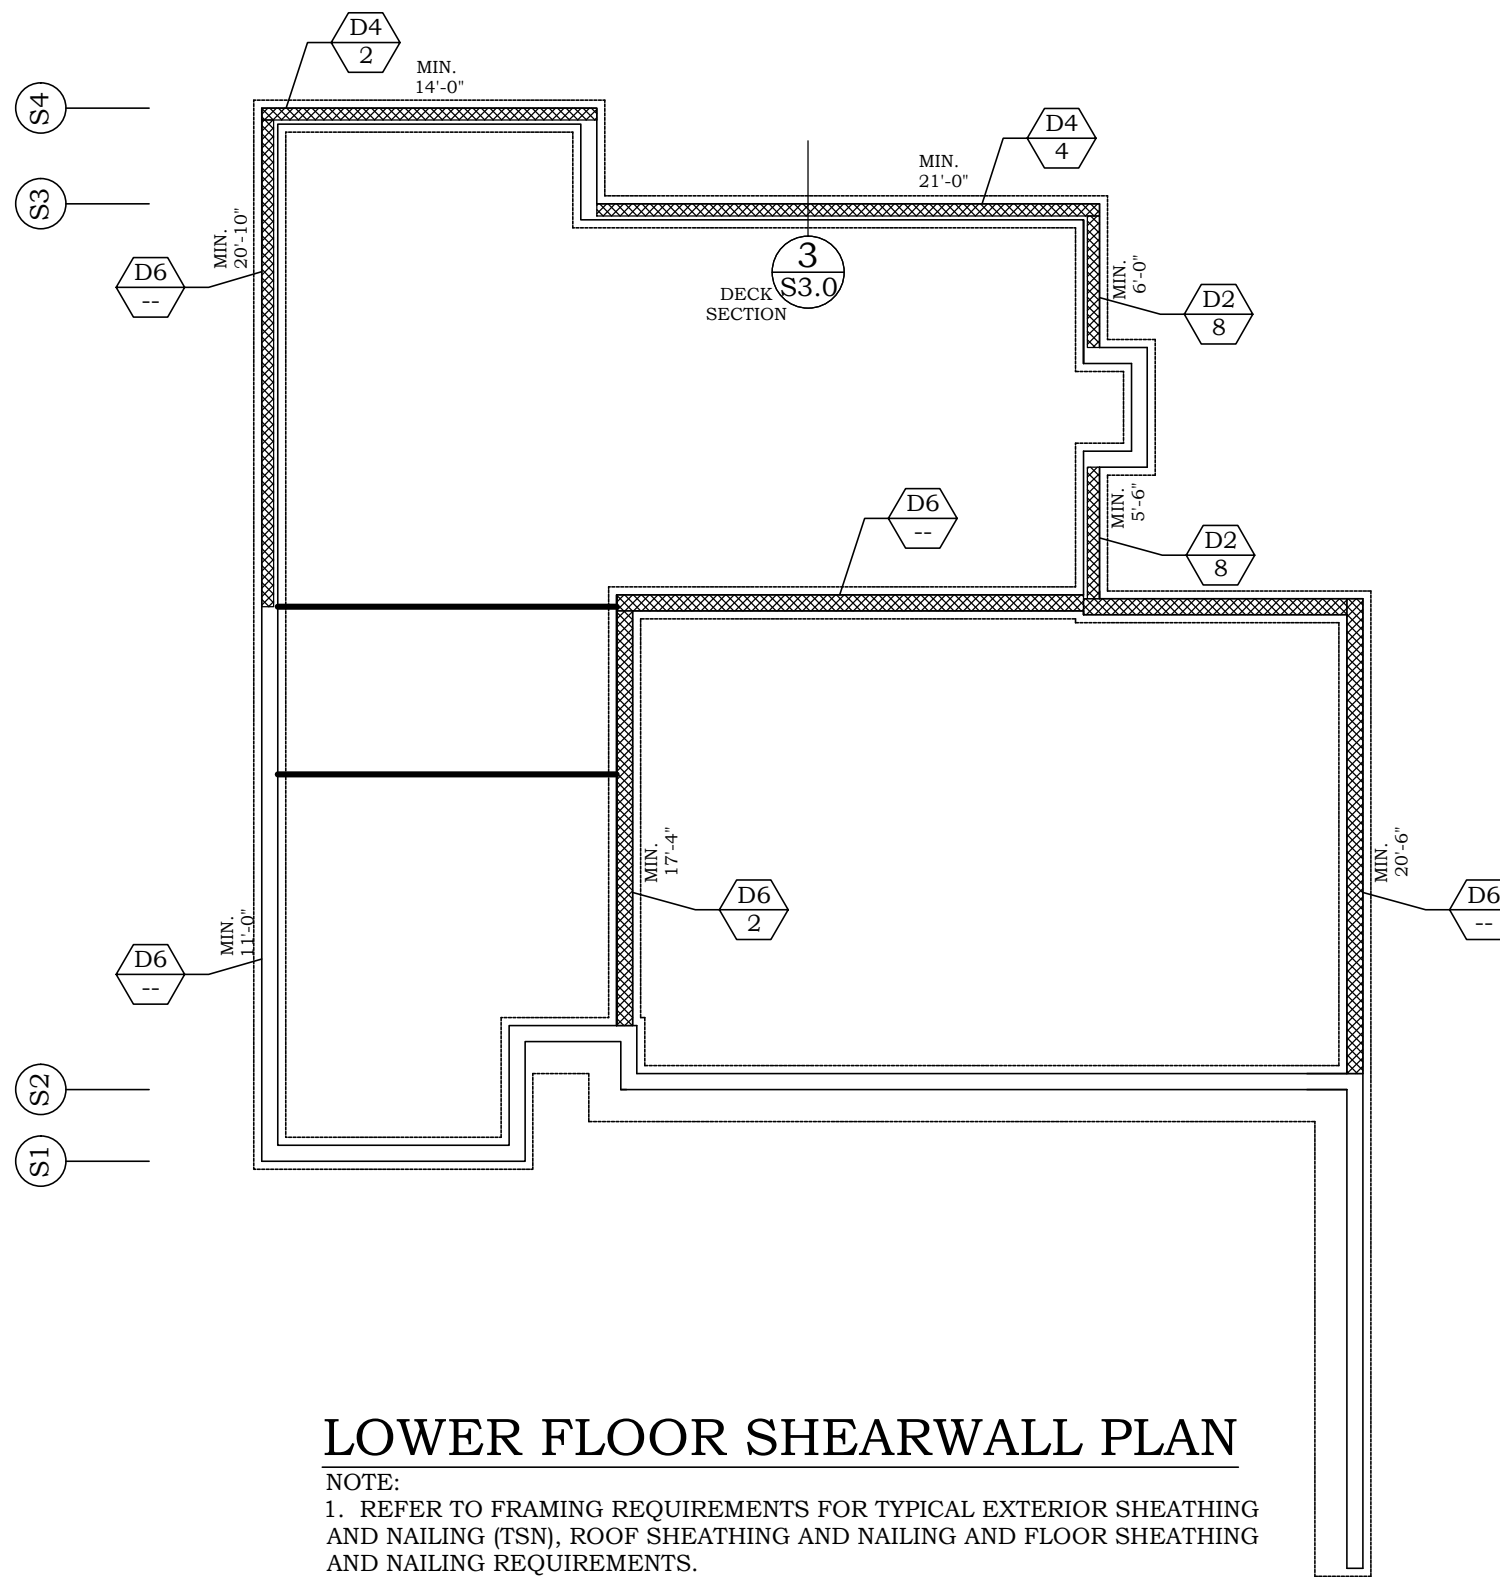 D4
2
MIN.
14'-0"
S4
D4
4
MIN.
21'-0"
S3
MIN.
20'-10"
D6
--
3
S3.0
DECK
SECTION
MIN.
6'-0"
D2
8
D6
--
MIN.
5'-6"
D2
8
MIN.
17'-4"
D6
2
MIN.
20'-6"
D6
--
MIN.
11'-0"
D6
--
S2
S1
LOWER FLOOR SHEARWALL PLAN
NOTE:
1. REFER TO FRAMING REQUIREMENTS FOR TYPICAL EXTERIOR SHEATHING
AND NAILING (TSN), ROOF SHEATHING AND NAILING AND FLOOR SHEATHING
AND NAILING REQUIREMENTS.